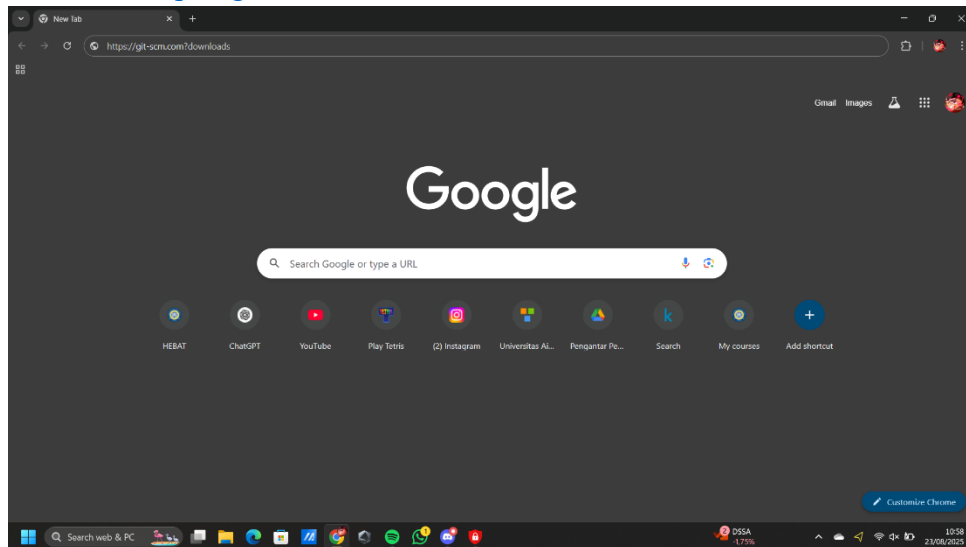 New Tab
https://git-scm.com?downloads
Gmail Images
Google
Search Google or type a URL
HEBAT ChatGPT YouTube Play Tetris (2) Instagram Universitas Ai... Pengantar Pe... Search My courses Add shortcut
Customize Chrome
Search web & PC
DSSA
-1,75%
10:58
23/08/2025